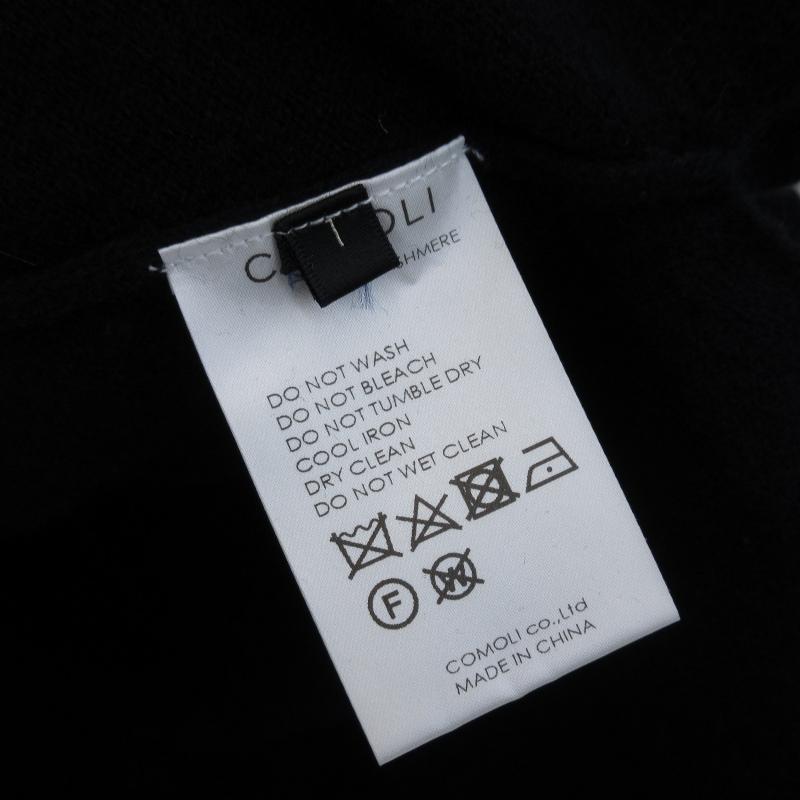 DO NOT WASH
DO NOT BLEACH
DO NOT TUMBLE DRY
COOL IRON
DRY CLEAN
DO NOT WET CLEAN
F W
COMOLI co.,Ltd
MADE IN CHINA